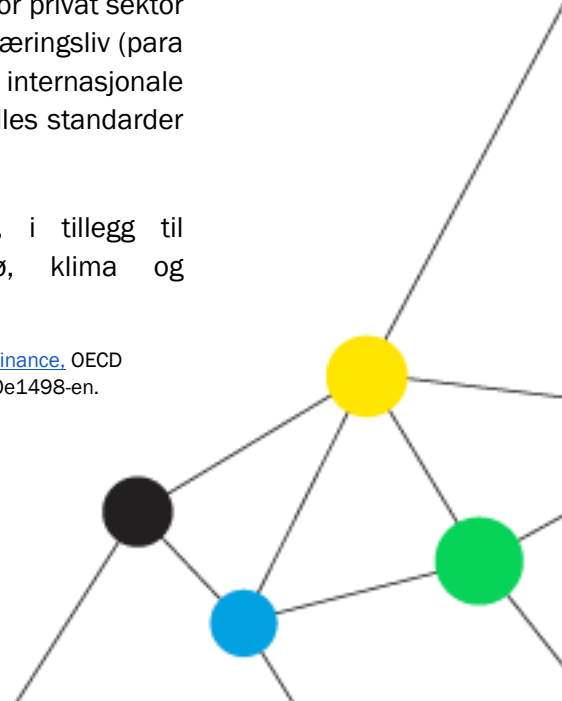 or privat sektor
æringsliv (para
internasjonale
lles standarder
i tillegg til
ø, klima og
inance, OECD
0e1498-en.